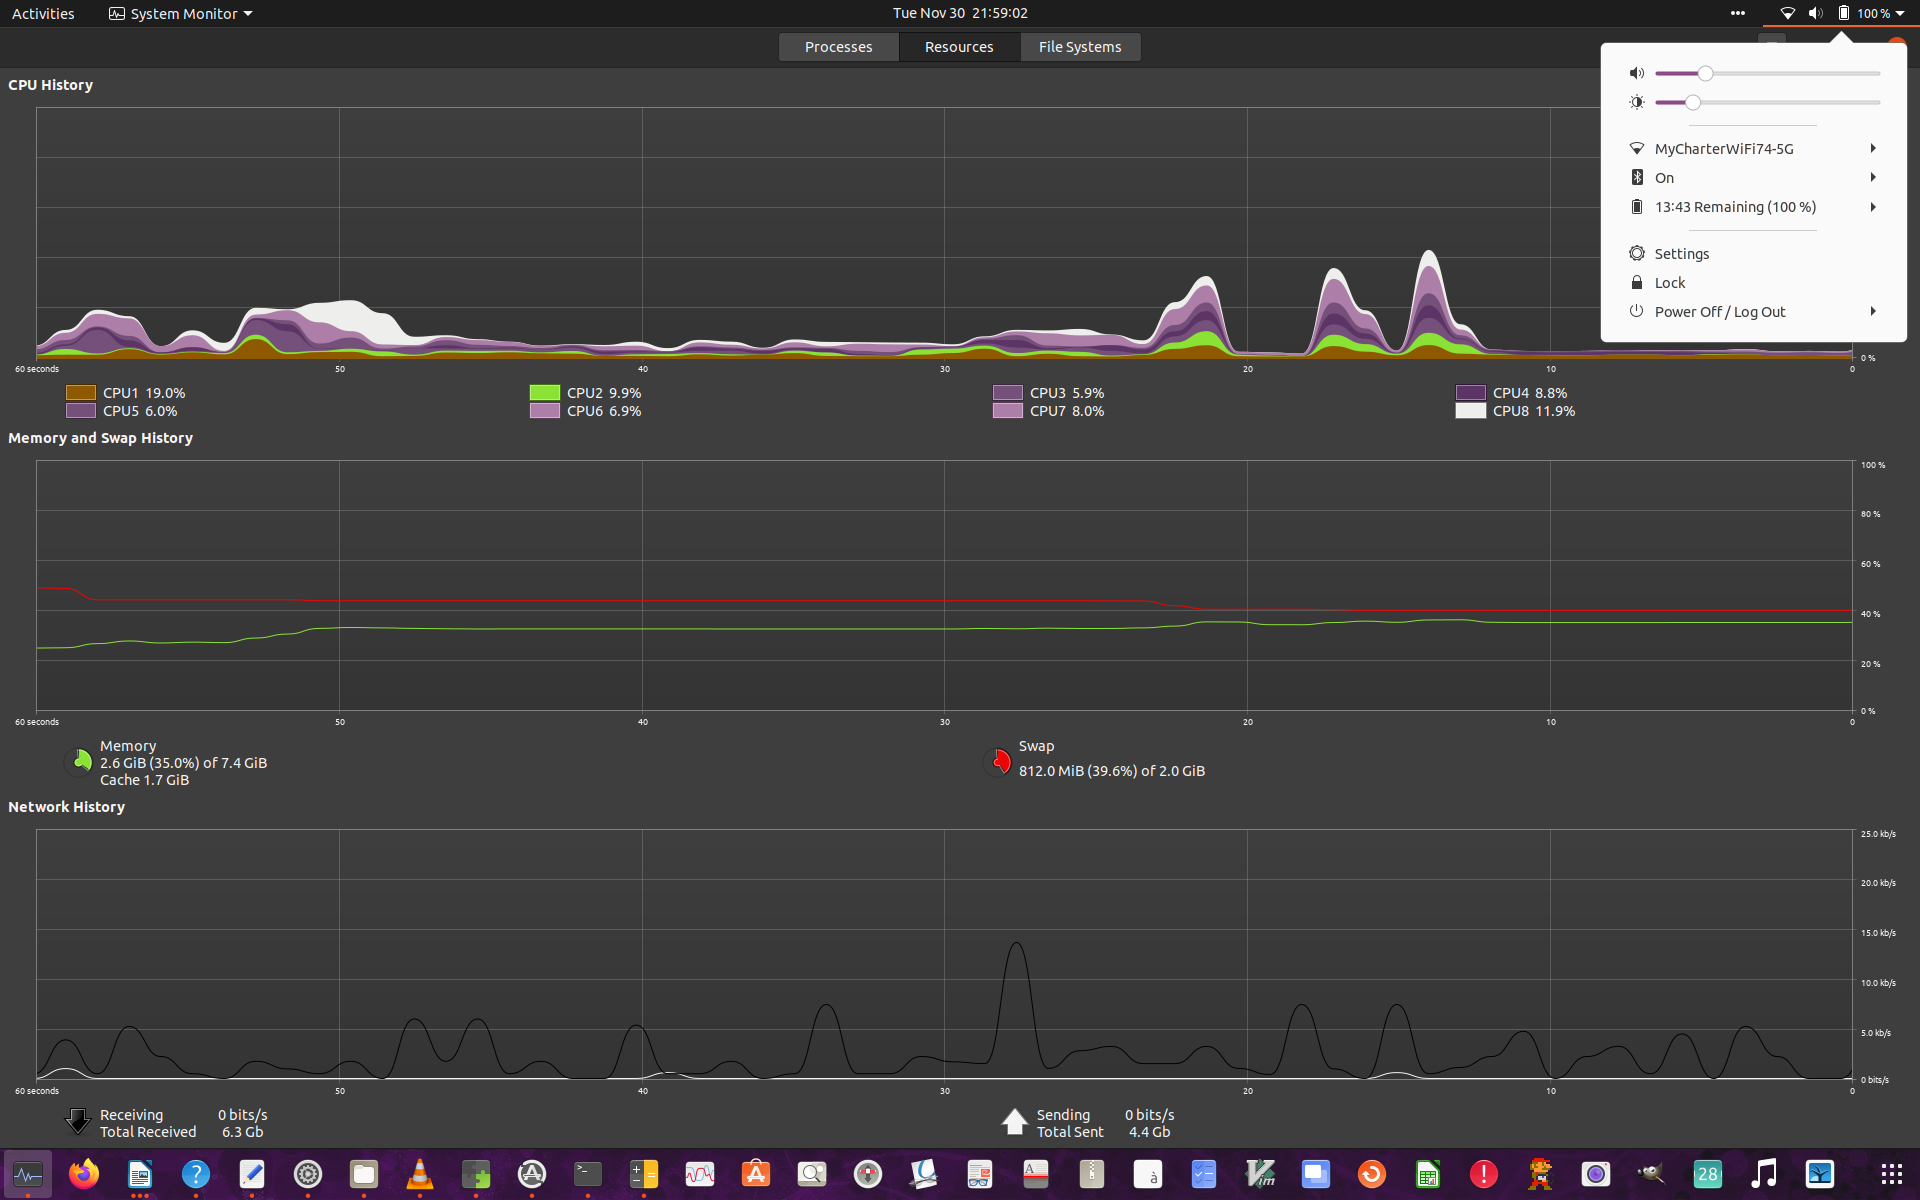 Activities System Monitor Tue Nov 30 21:59:02 100 %
Processes Resources File Systems
CPU History
MyCharterWiFi74-5G
On
13:43 Remaining (100 %)
Settings
Lock
Power Off / Log Out
0 %
60 seconds 50 40 30 20 10 0
CPU1 19.0% CPU2 9.9% CPU3 5.9% CPU4 8.8%
CPU5 6.0% CPU6 6.9% CPU7 8.0% CPU8 11.9%
Memory and Swap History
100 %
80 %
60 %
40 %
20 %
0 %
60 seconds 50 40 30 20 10 0
Memory
2.6 GiB (35.0%) of 7.4 GiB
Cache 1.7 GiB
Swap
812.0 MiB (39.6%) of 2.0 GiB
Network History
25.0 kb/s
20.0 kb/s
15.0 kb/s
10.0 kb/s
5.0 kb/s
0 bits/s
60 seconds 50 40 30 20 10 0
Receiving 0 bits/s
Total Received 6.3 Gb
Sending 0 bits/s
Total Sent 4.4 Gb
? >_ A à Vim ! 28